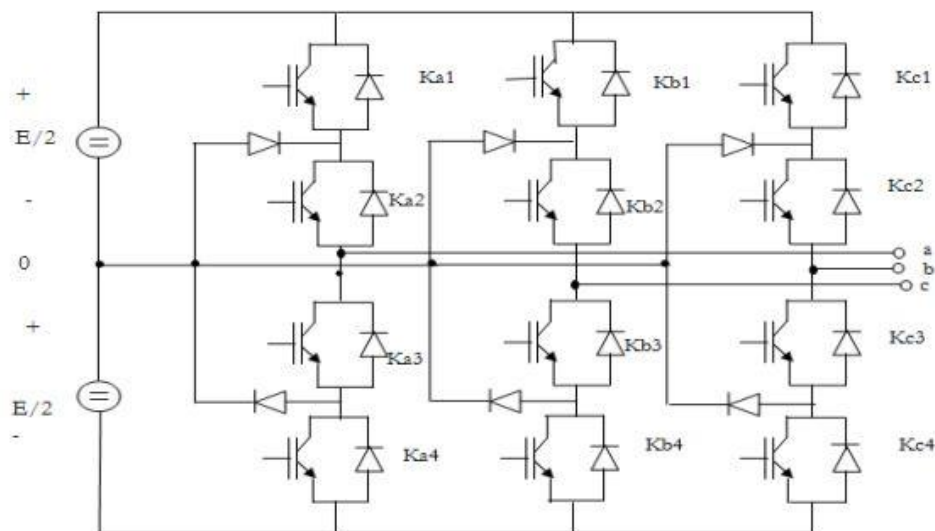 Ka1
Kb1
Kc1
+
E/2
-
Ka2
Kb2
Kc2
0
a
b
c
+
Ka3
Kb3
Kc3
E/2
-
Ka4
Kb4
Kc4